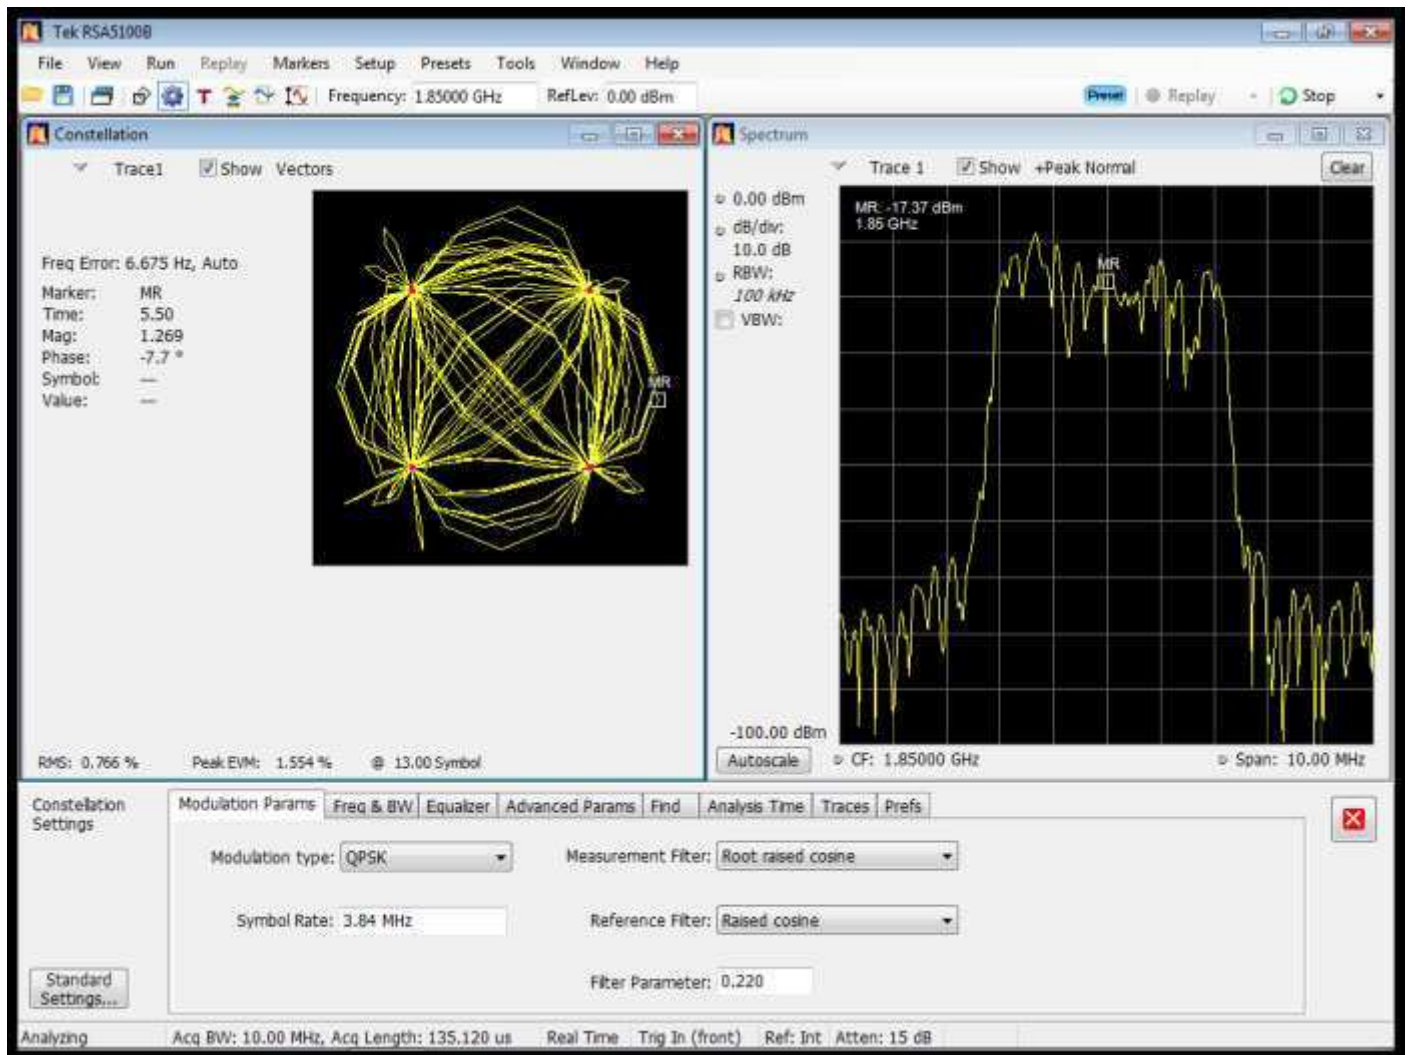 Tek RSA5100B
File View Run Replay Markers Setup Presets Tools Window Help
Frequency: 1.85000 GHz RefLev: 0.00 dBm Preset Replay Stop
Constellation
Trace1 Show Vectors
Freq Error: 6.675 Hz, Auto
Marker: MR
Time: 5.50
Mag: 1.269
Phase: -7.7 °
Symbol: ---
Value: ---
MR
RMS: 0.766 % Peak EVM: 1.554 % @ 13.00 Symbol
Spectrum
Trace 1 Show +Peak Normal Clear
0.00 dBm
dB/div:
10.0 dB
RBW:
100 kHz
VBW:
MR: -17.37 dBm
1.85 GHz
MR
-100.00 dBm
Autoscale CF: 1.85000 GHz Span: 10.00 MHz
Constellation
Settings
Modulation Params Freq & BW Equalizer Advanced Params Find Analysis Time Traces Prefs
Modulation type: QPSK Measurement Filter: Root raised cosine
Symbol Rate: 3.84 MHz Reference Filter: Raised cosine
Filter Parameter: 0.220
Standard
Settings...
Analyzing Acq BW: 10.00 MHz, Acq Length: 135.120 us Real Time Trig In (front) Ref: Int Atten: 15 dB